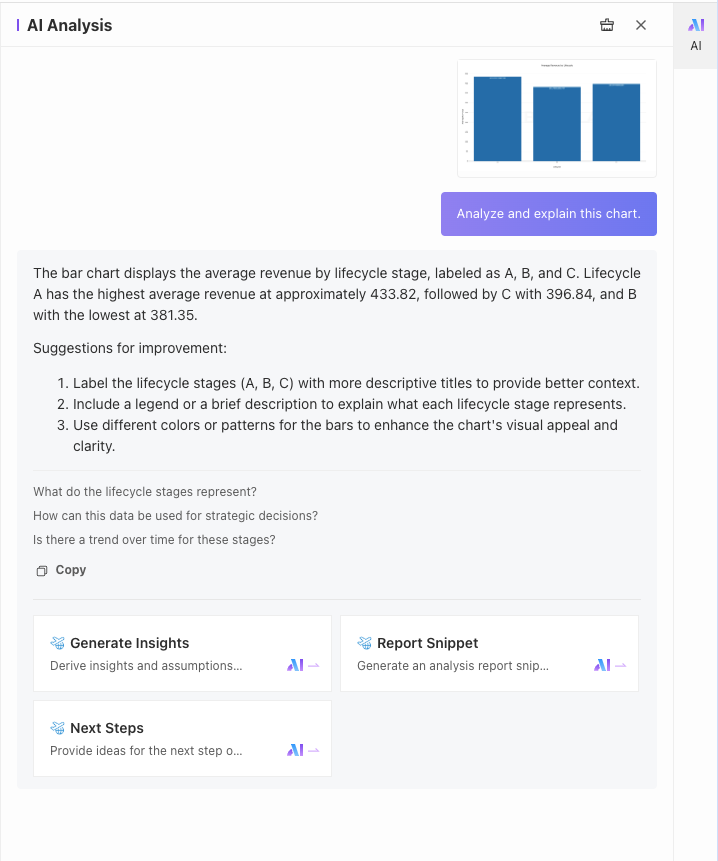 AI Analysis
AI
Analyze and explain this chart.
The bar chart displays the average revenue by lifecycle stage, labeled as A, B, and C. Lifecycle
A has the highest average revenue at approximately 433.82, followed by C with 396.84, and B
with the lowest at 381.35.
Suggestions for improvement:
1. Label the lifecycle stages (A, B, C) with more descriptive titles to provide better context.
2. Include a legend or a brief description to explain what each lifecycle stage represents.
3. Use different colors or patterns for the bars to enhance the chart's visual appeal and
clarity.
What do the lifecycle stages represent?
How can this data be used for strategic decisions?
Is there a trend over time for these stages?
Copy
Generate Insights
Derive insights and assumptions...
AI
Report Snippet
Generate an analysis report snip...
AI
Next Steps
Provide ideas for the next step o...
AI